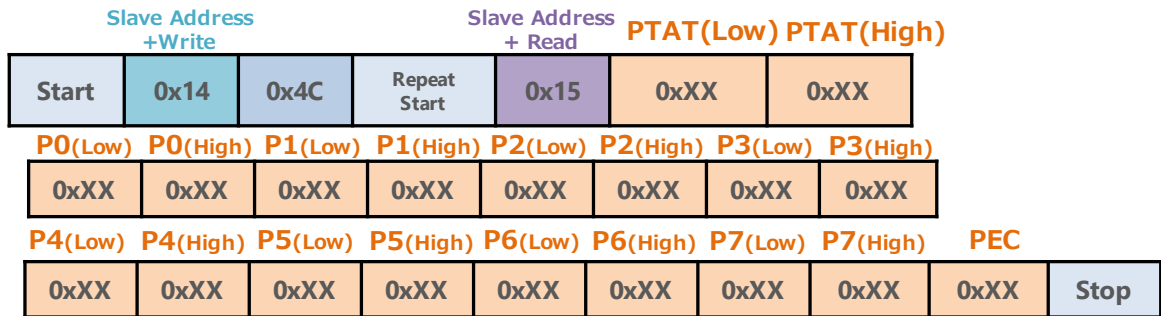 Slave Address
+Write
Slave Address
+ Read
PTAT(Low) PTAT(High)
Start 0x14 0x4C Repeat Start 0x15 0xXX 0xXX
P0(Low) P0(High) P1(Low) P1(High) P2(Low) P2(High) P3(Low) P3(High)
0xXX 0xXX 0xXX 0xXX 0xXX 0xXX 0xXX 0xXX
P4(Low) P4(High) P5(Low) P5(High) P6(Low) P6(High) P7(Low) P7(High) PEC
0xXX 0xXX 0xXX 0xXX 0xXX 0xXX 0xXX 0xXX 0xXX Stop